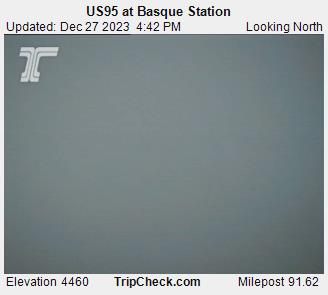 US95 at Basque Station
Updated: Dec 27 2023 4:42 PM Looking North
Elevation 4460 TripCheck.com Milepost 91.62